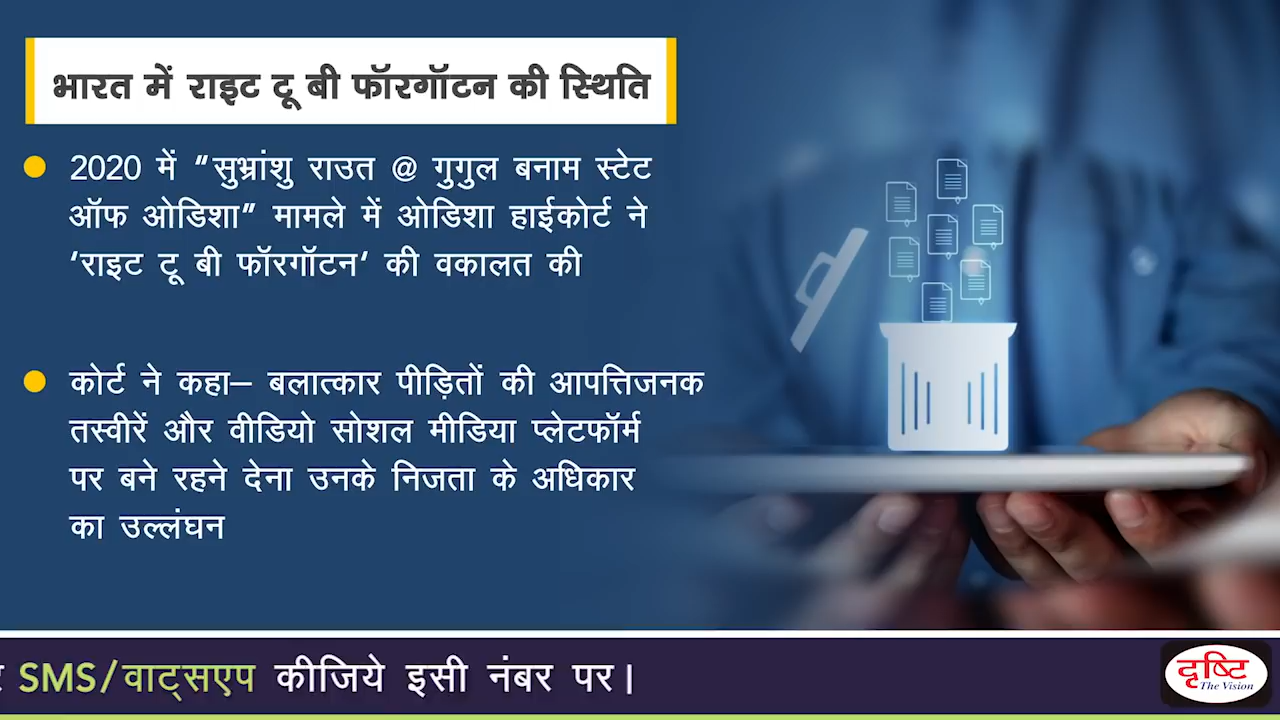 भारत में राइट टू बी फॉरगॉटन की स्थिति
2020 में "सुभ्रांशु राउत @ गुगुल बनाम स्टेट
ऑफ ओडिशा" मामले में ओडिशा हाईकोर्ट ने
'राइट टू बी फॉरगॉटन' की वकालत की
कोर्ट ने कहा– बलात्कार पीड़ितों की आपत्तिजनक
तस्वीरें और वीडियो सोशल मीडिया प्लेटफॉर्म
पर बने रहने देना उनके निजता के अधिकार
का उल्लंघन
SMS/वाट्सएप कीजिये इसी नंबर पर।
दृष्टि
The Vision